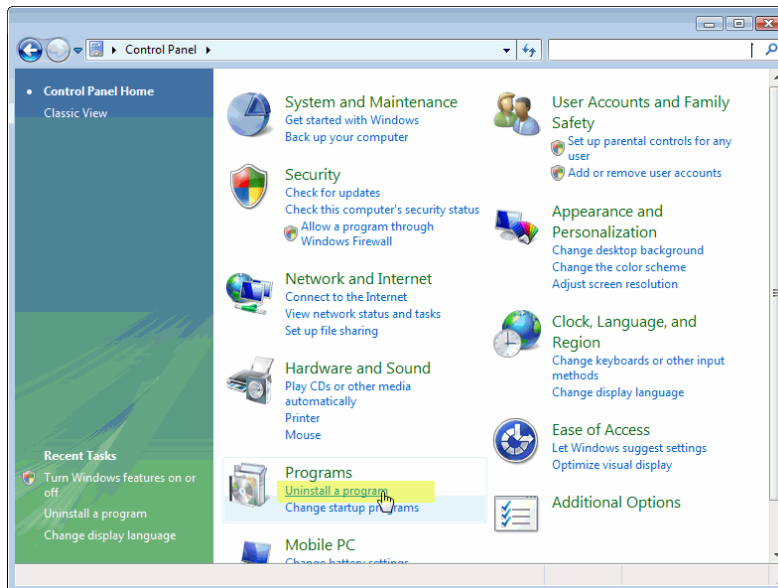 Control Panel
Control Panel Home
Classic View
System and Maintenance
Get started with Windows
Back up your computer
Security
Check for updates
Check this computer's security status
Allow a program through
Windows Firewall
Network and Internet
Connect to the Internet
View network status and tasks
Set up file sharing
Hardware and Sound
Play CDs or other media
automatically
Printer
Mouse
Programs
Uninstall a program
Change startup programs
Mobile PC
Change battery settings
User Accounts and Family
Safety
Set up parental controls for any
user
Add or remove user accounts
Appearance and
Personalization
Change desktop background
Change the color scheme
Adjust screen resolution
Clock, Language, and
Region
Change keyboards or other input
methods
Change display language
Ease of Access
Let Windows suggest settings
Optimize visual display
Additional Options
Recent Tasks
Turn Windows features on or
off
Uninstall a program
Change display language